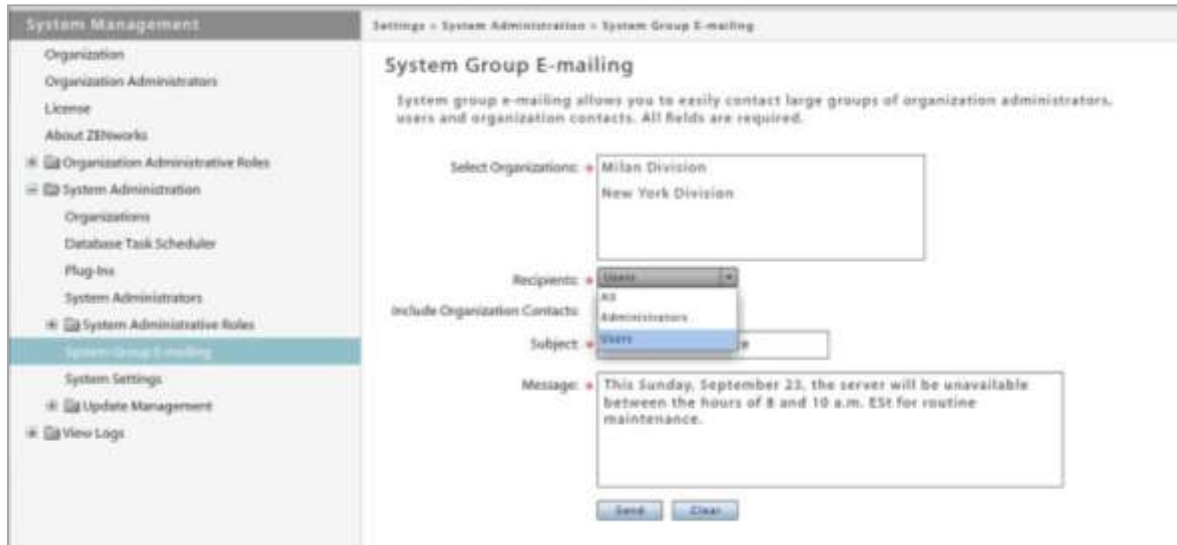 System Management
Organization
Organization Administrators
License
About ZENworks
Organization Administrative Roles
System Administration
Organizations
Database Task Scheduler
Plug-Ins
System Administrators
System Administrative Roles
System Group E-mailing
System Settings
Update Management
View Logs
Settings » System Administration » System Group E-mailing
System Group E-mailing
System group e-mailing allows you to easily contact large groups of organization administrators,
users and organization contacts. All fields are required.
Select Organizations: *
Milan Division
New York Division
Recipients: * Users
All
Administrators
Users
Include Organization Contacts:
Subject: * e
Message: * This Sunday, September 23, the server will be unavailable
between the hours of 8 and 10 a.m. ESt for routine
maintenance.
Send Clear